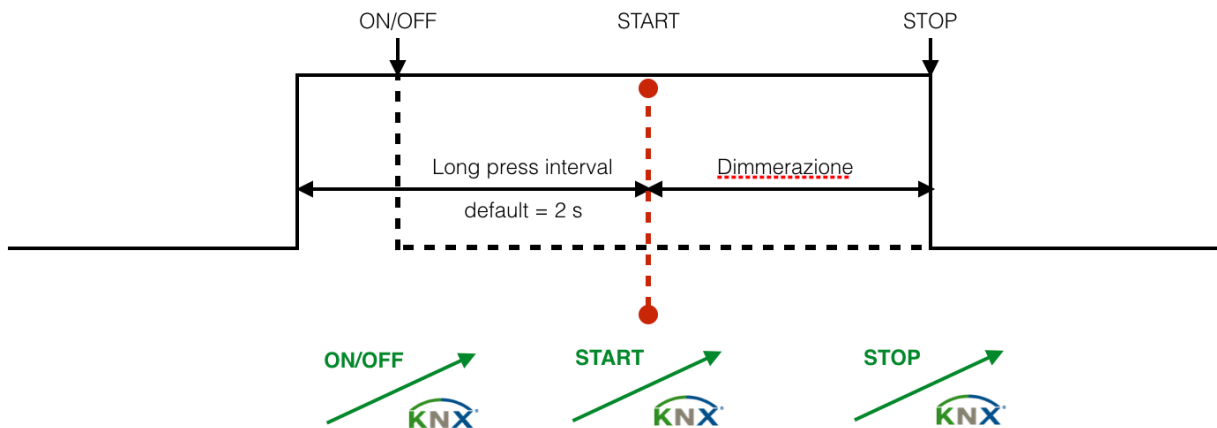 ON/OFF START STOP
Long press interval Dimmerazione
default = 2 s
ON/OFF START STOP
KNX KNX KNX